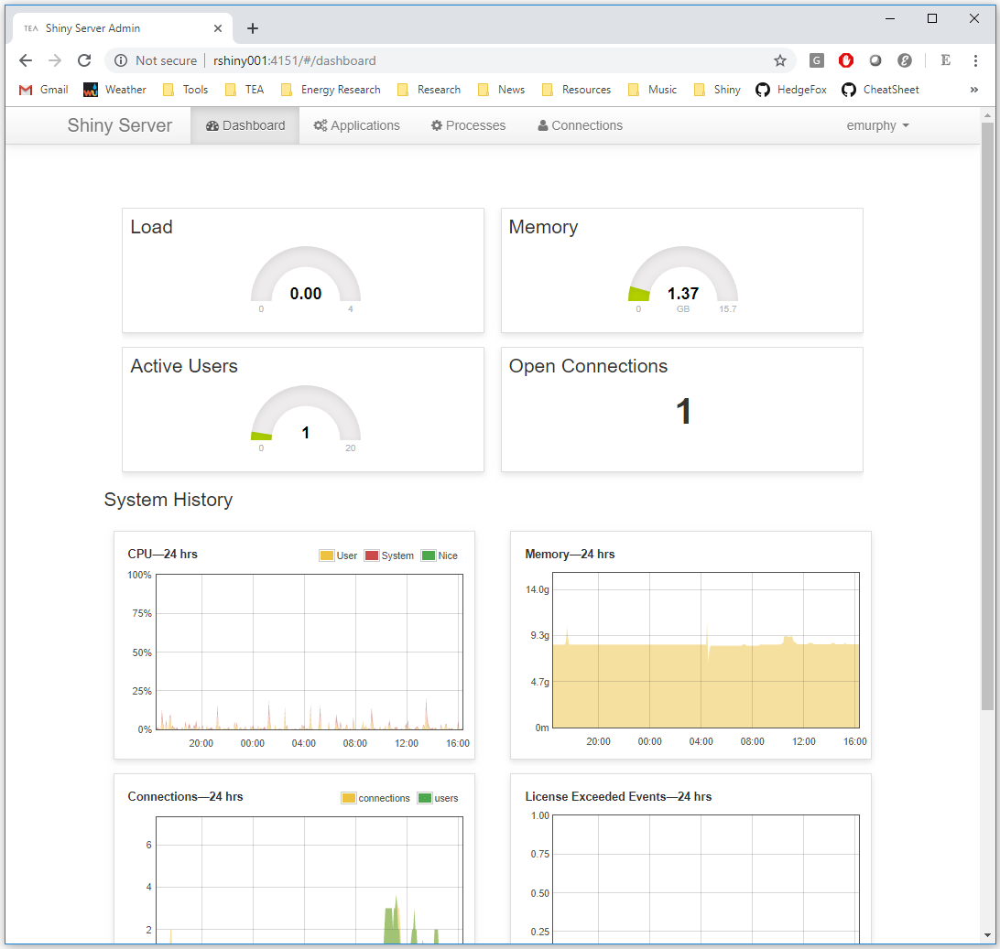 TEA Shiny Server Admin
Not secure | rshiny001:4151/#/dashboard
Gmail Weather Tools TEA Energy Research Research News Resources Music Shiny HedgeFox CheatSheet »
Shiny Server Dashboard Applications Processes Connections emurphy
Load
0.00
0 4
Memory
1.37
0 GB 15.7
Active Users
1
0 20
Open Connections
1
System History
CPU—24 hrs User System Nice
100%
75%
50%
25%
0%
20:00 00:00 04:00 08:00 12:00 16:00
Memory—24 hrs
14.0g
9.3g
4.7g
0m
20:00 00:00 04:00 08:00 12:00 16:00
Connections—24 hrs connections users
6
4
2
License Exceeded Events—24 hrs
1.00
0.75
0.50
0.25